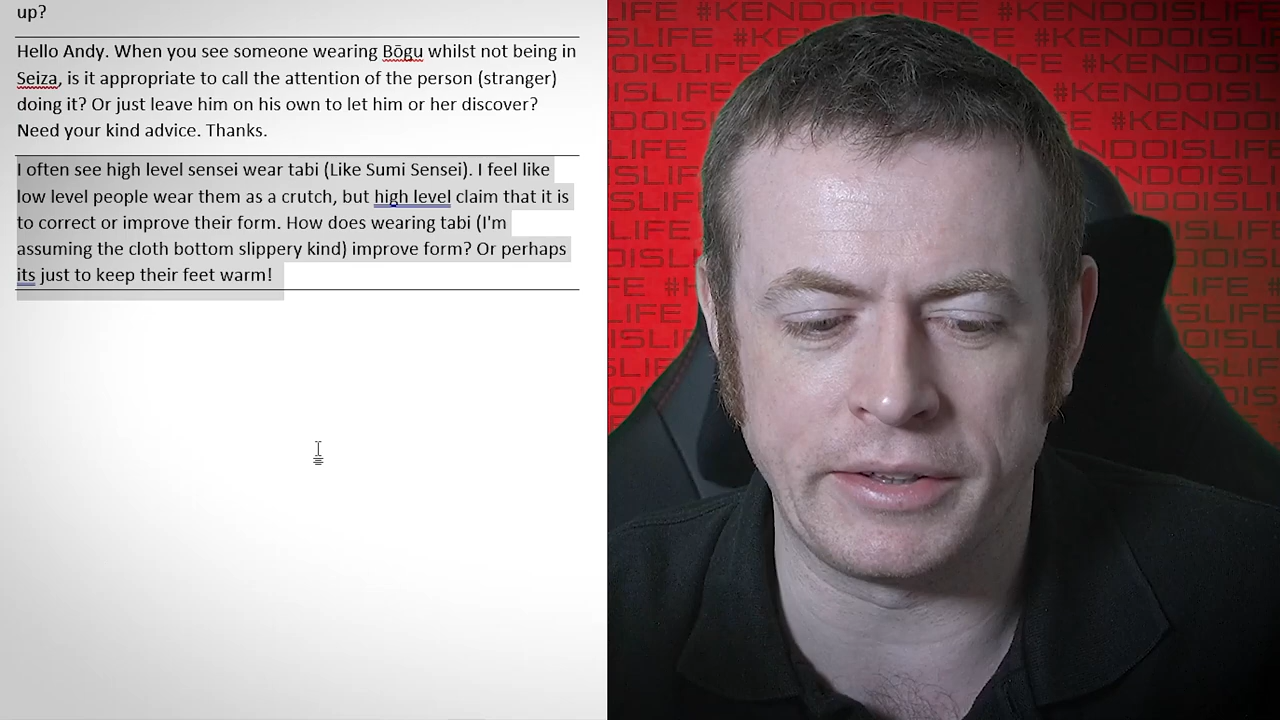 up?
Hello Andy. When you see someone wearing Bōgu whilst not being in
Seiza, is it appropriate to call the attention of the person (stranger)
doing it? Or just leave him on his own to let him or her discover?
Need your kind advice. Thanks.
I often see high level sensei wear tabi (Like Sumi Sensei). I feel like
low level people wear them as a crutch, but high level claim that it is
to correct or improve their form. How does wearing tabi (I'm
assuming the cloth bottom slippery kind) improve form? Or perhaps
its just to keep their feet warm!
LIFE #KENDOISLIFE #KENDOISLIFE